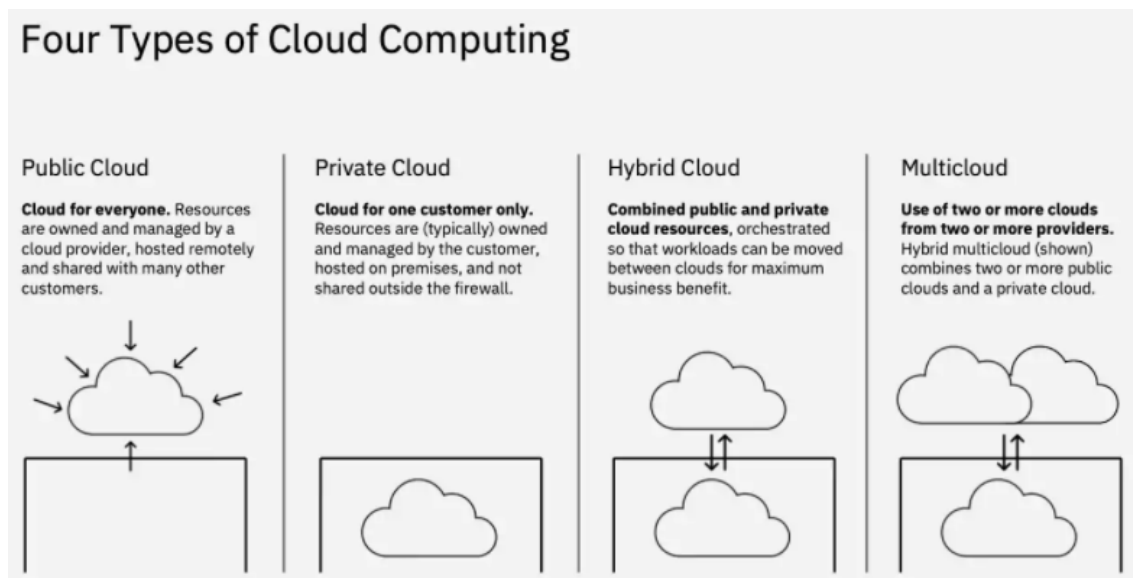 Four Types of Cloud Computing
Public Cloud
Cloud for everyone. Resources
are owned and managed by a
cloud provider, hosted remotely
and shared with many other
customers.
Private Cloud
Cloud for one customer only.
Resources are (typically) owned
and managed by the customer,
hosted on premises, and not
shared outside the firewall.
Hybrid Cloud
Combined public and private
cloud resources, orchestrated
so that workloads can be moved
between clouds for maximum
business benefit.
Multicloud
Use of two or more clouds
from two or more providers.
Hybrid multicloud (shown)
combines two or more public
clouds and a private cloud.